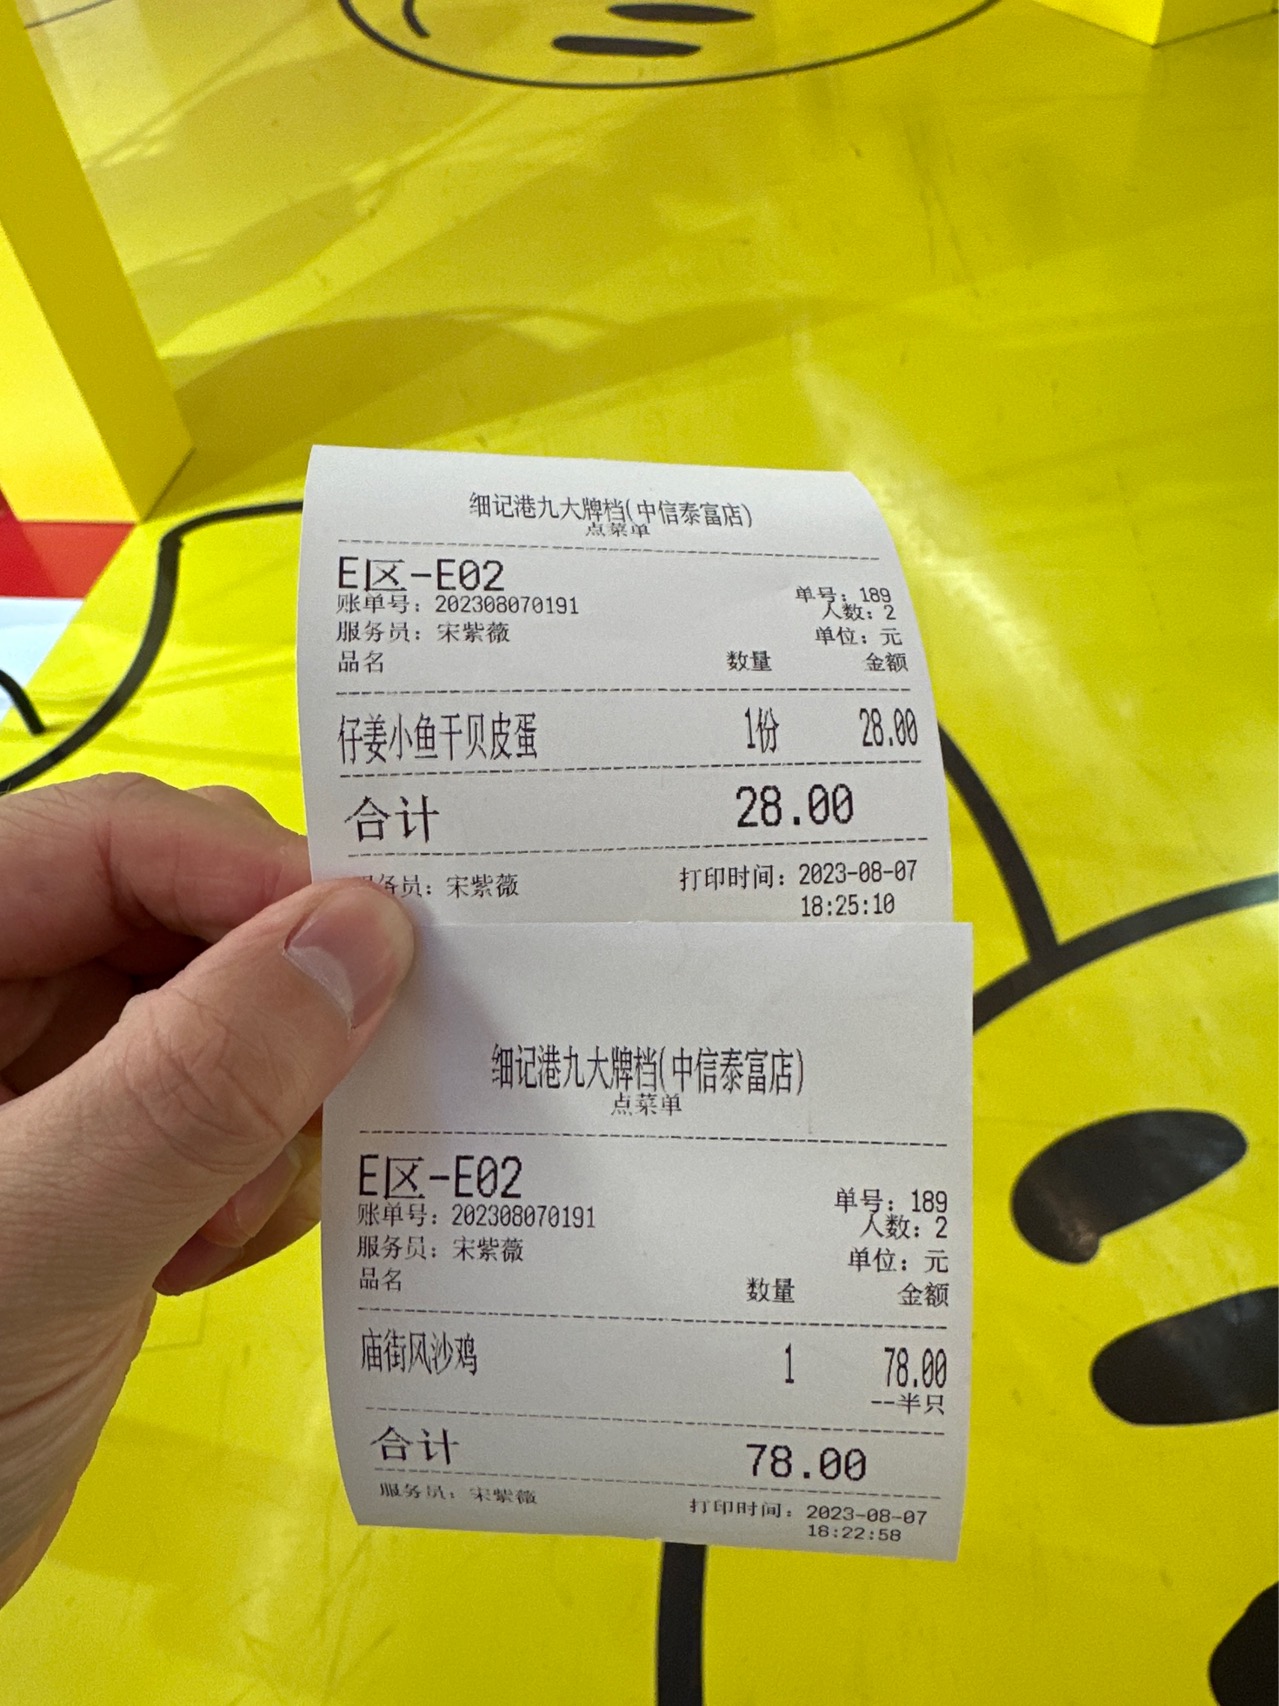 细记港九大牌档(中信泰富店)
点菜单
E区-E02
单号：189
账单号：202308070191
人数：2
服务员：宋紫薇
单位：元
品名 数量 金额
仔姜小鱼干贝皮蛋 1份 28.00
合计 28.00
服务员：宋紫薇 打印时间：2023-08-07
18:25:10
细记港九大牌档(中信泰富店)
点菜单
E区-E02
单号：189
账单号：202308070191
人数：2
服务员：宋紫薇
单位：元
品名 数量 金额
庙街风沙鸡 1 78.00
--半只
合计 78.00
服务员：宋紫薇 打印时间：2023-08-07
18:22:58